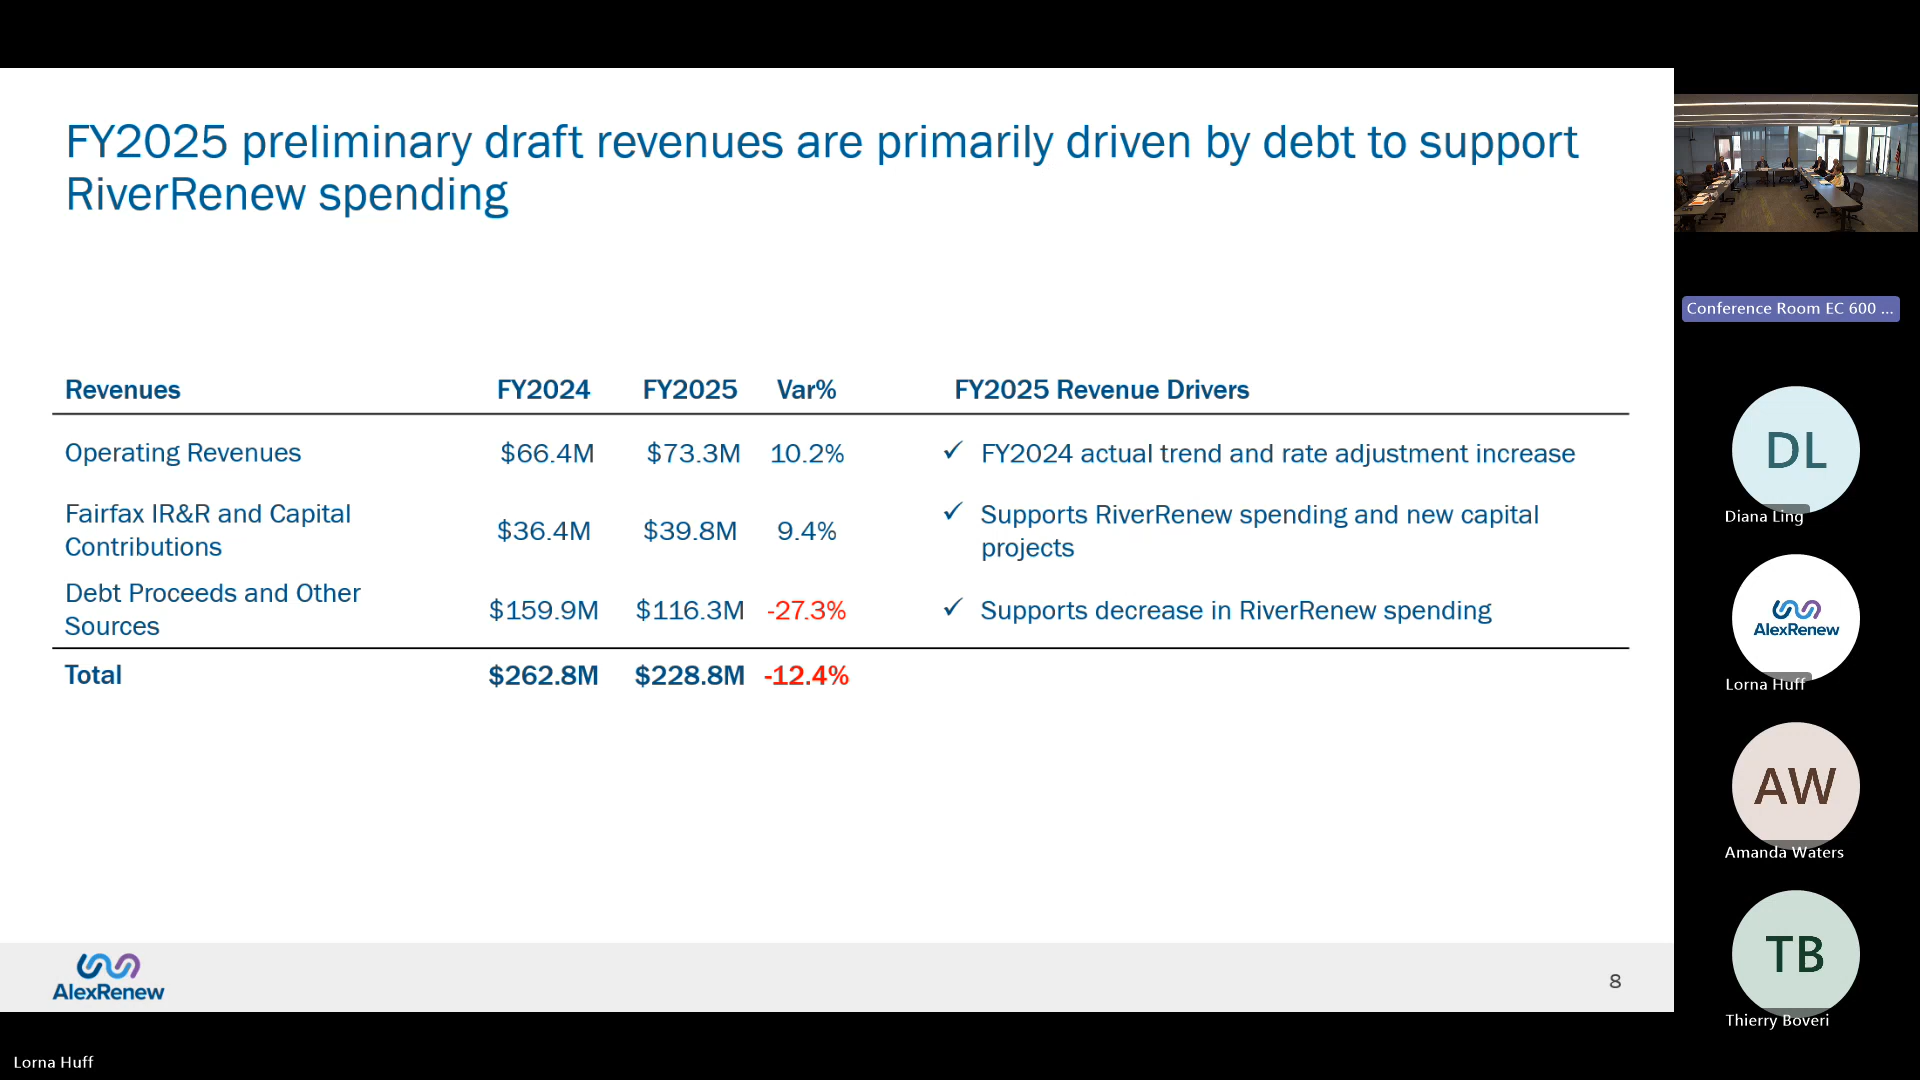 FY2025 preliminary draft revenues are primarily driven by debt to support
RiverRenew spending
Revenues FY2024 FY2025 Var% FY2025 Revenue Drivers
Operating Revenues $66.4M $73.3M 10.2% ✓ FY2024 actual trend and rate adjustment increase
Fairfax IR&R and Capital
Contributions $36.4M $39.8M 9.4% ✓ Supports RiverRenew spending and new capital
projects
Debt Proceeds and Other
Sources $159.9M $116.3M -27.3% ✓ Supports decrease in RiverRenew spending
Total $262.8M $228.8M -12.4%
AlexRenew
8
Lorna Huff
Conference Room EC 600 ...
DL
Diana Ling
AlexRenew
Lorna Huff
AW
Amanda Waters
TB
Thierry Boveri